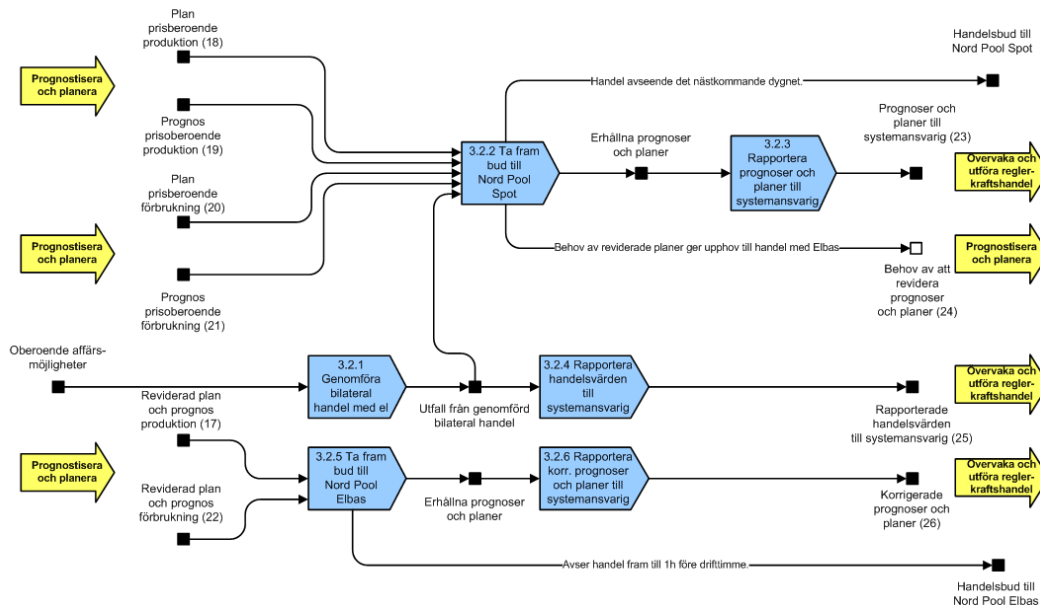 Plan
prisberoende
produktion (18)
Handelsbud till
Nord Pool Spot
Prognostisera
och planera
Handel avseende det nästkommande dygnet.
Prognos
prisoberoende
produktion (19)
Prognoser och
planer till
systemansvarig (23)
3.2.2 Ta fram
bud till
Nord Pool
Spot
Erhållna prognoser
och planer
3.2.3
Rapportera
prognoser och
planer till
systemansvarig
Övervaka och
utföra regler-
kraftshandel
Plan
prisberoende
förbrukning (20)
Prognostisera
och planera
Behov av reviderade planer ger upphov till handel med Elbas
Prognostisera
och planera
Behov av att
revidera
prognoser
och planer (24)
Prognos
prisoberoende
förbrukning (21)
Oberoende affärs-
möjligheter
3.2.1
Genomföra
bilateral
handel med el
Utfall från genomförd
bilateral handel
3.2.4 Rapportera
handelsvärden
till
systemansvarig
Övervaka och
utföra regler-
kraftshandel
Rapporterade
handelsvärden
till systemansvarig (25)
Reviderad plan
och prognos
produktion (17)
Prognostisera
och planera
3.2.5 Ta fram
bud till
Nord Pool
Elbas
Erhållna prognoser
och planer
3.2.6 Rapportera
korr. prognoser
och planer till
systemansvarig
Övervaka och
utföra regler-
kraftshandel
Korrigerade
prognoser och
planer (26)
Reviderad plan
och prognos
förbrukning (22)
Avser handel fram till 1h före drifttimme.
Handelsbud till
Nord Pool Elbas